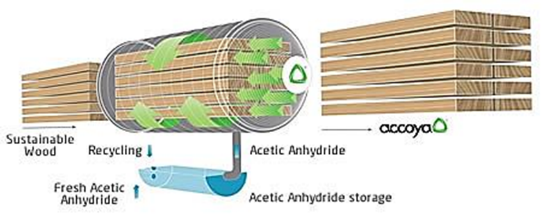 Sustainable
Wood
Recycling
Fresh Acetic
Anhydride
Acetic Anhydride
Acetic Anhydride storage
accoya